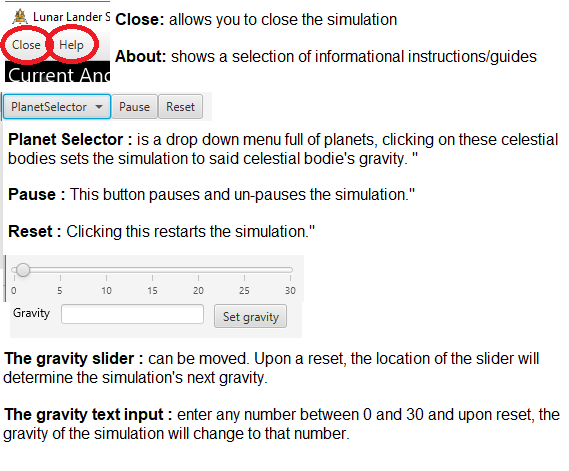 Lunar Lander S
Close: allows you to close the simulation
Close Help
About: shows a selection of informational instructions/guides
Current And
PlanetSelector Pause Reset
Planet Selector : is a drop down menu full of planets, clicking on these celestial
bodies sets the simulation to said celestial bodie's gravity. "
Pause : This button pauses and un-pauses the simulation."
Reset : Clicking this restarts the simulation."
0 5 10 15 20 25 30
Gravity Set gravity
The gravity slider : can be moved. Upon a reset, the location of the slider will
determine the simulation's next gravity.
The gravity text input : enter any number between 0 and 30 and upon reset, the
gravity of the simulation will change to that number.